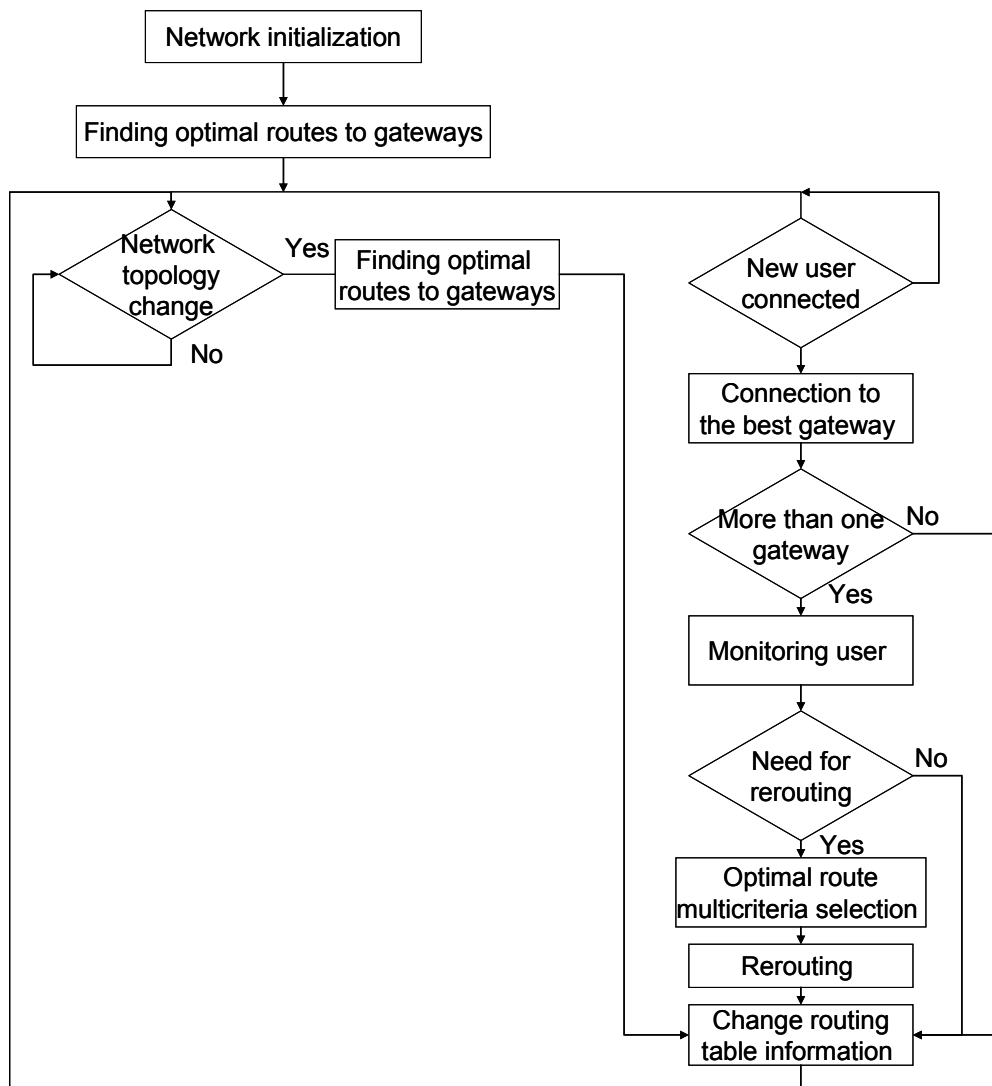 Network initialization
Finding optimal routes to gateways
Network
topology
change
Yes
No
Finding optimal
routes to gateways
New user
connected
Connection to
the best gateway
More than one
gateway
No
Yes
Monitoring user
Need for
rerouting
No
Yes
Optimal route
multicriteria selection
Rerouting
Change routing
table information